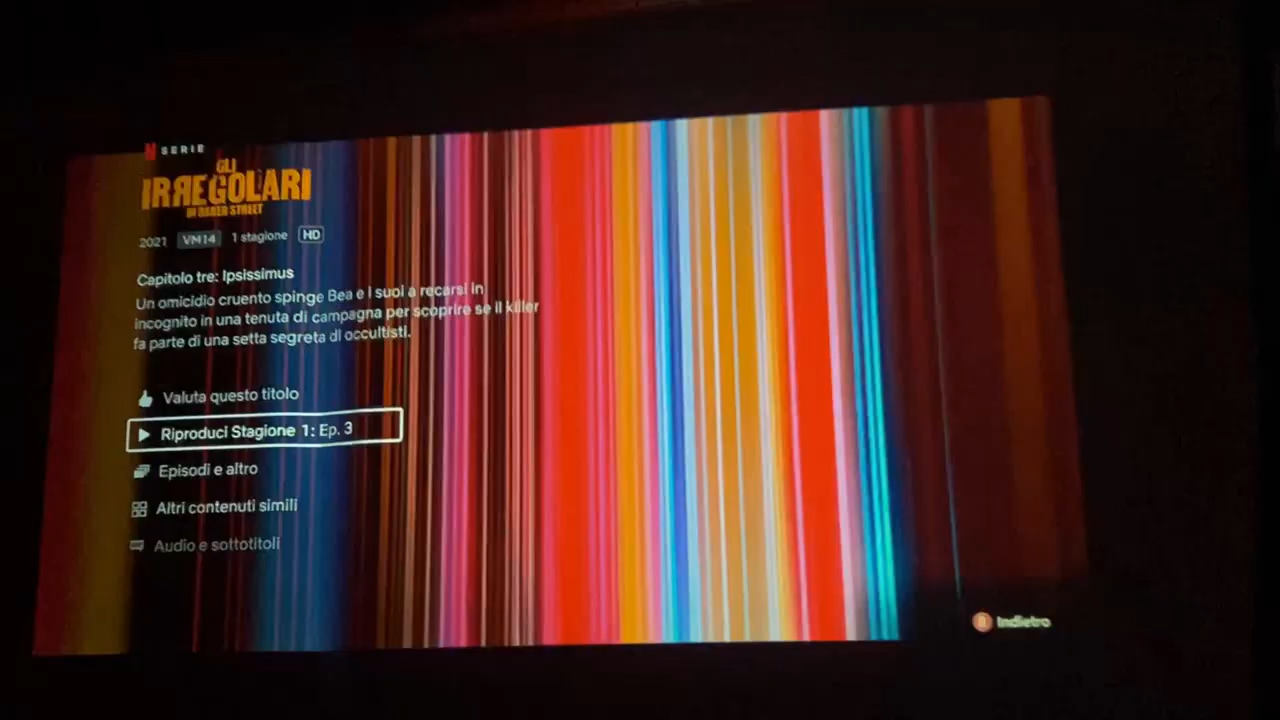 N SERIE
GLI
IRREGOLARI
DI BAKER STREET
2021 VM14 1 stagione HD
Capitolo tre: Ipsissimus
Un omicidio cruento spinge Bea e i suoi a recarsi in
incognito in una tenuta di campagna per scoprire se il killer
fa parte di una setta segreta di occultisti.
Valuta questo titolo
Riproduci Stagione 1: Ep. 3
Episodi e altro
Altri contenuti simili
Audio e sottotitoli
B Indietro